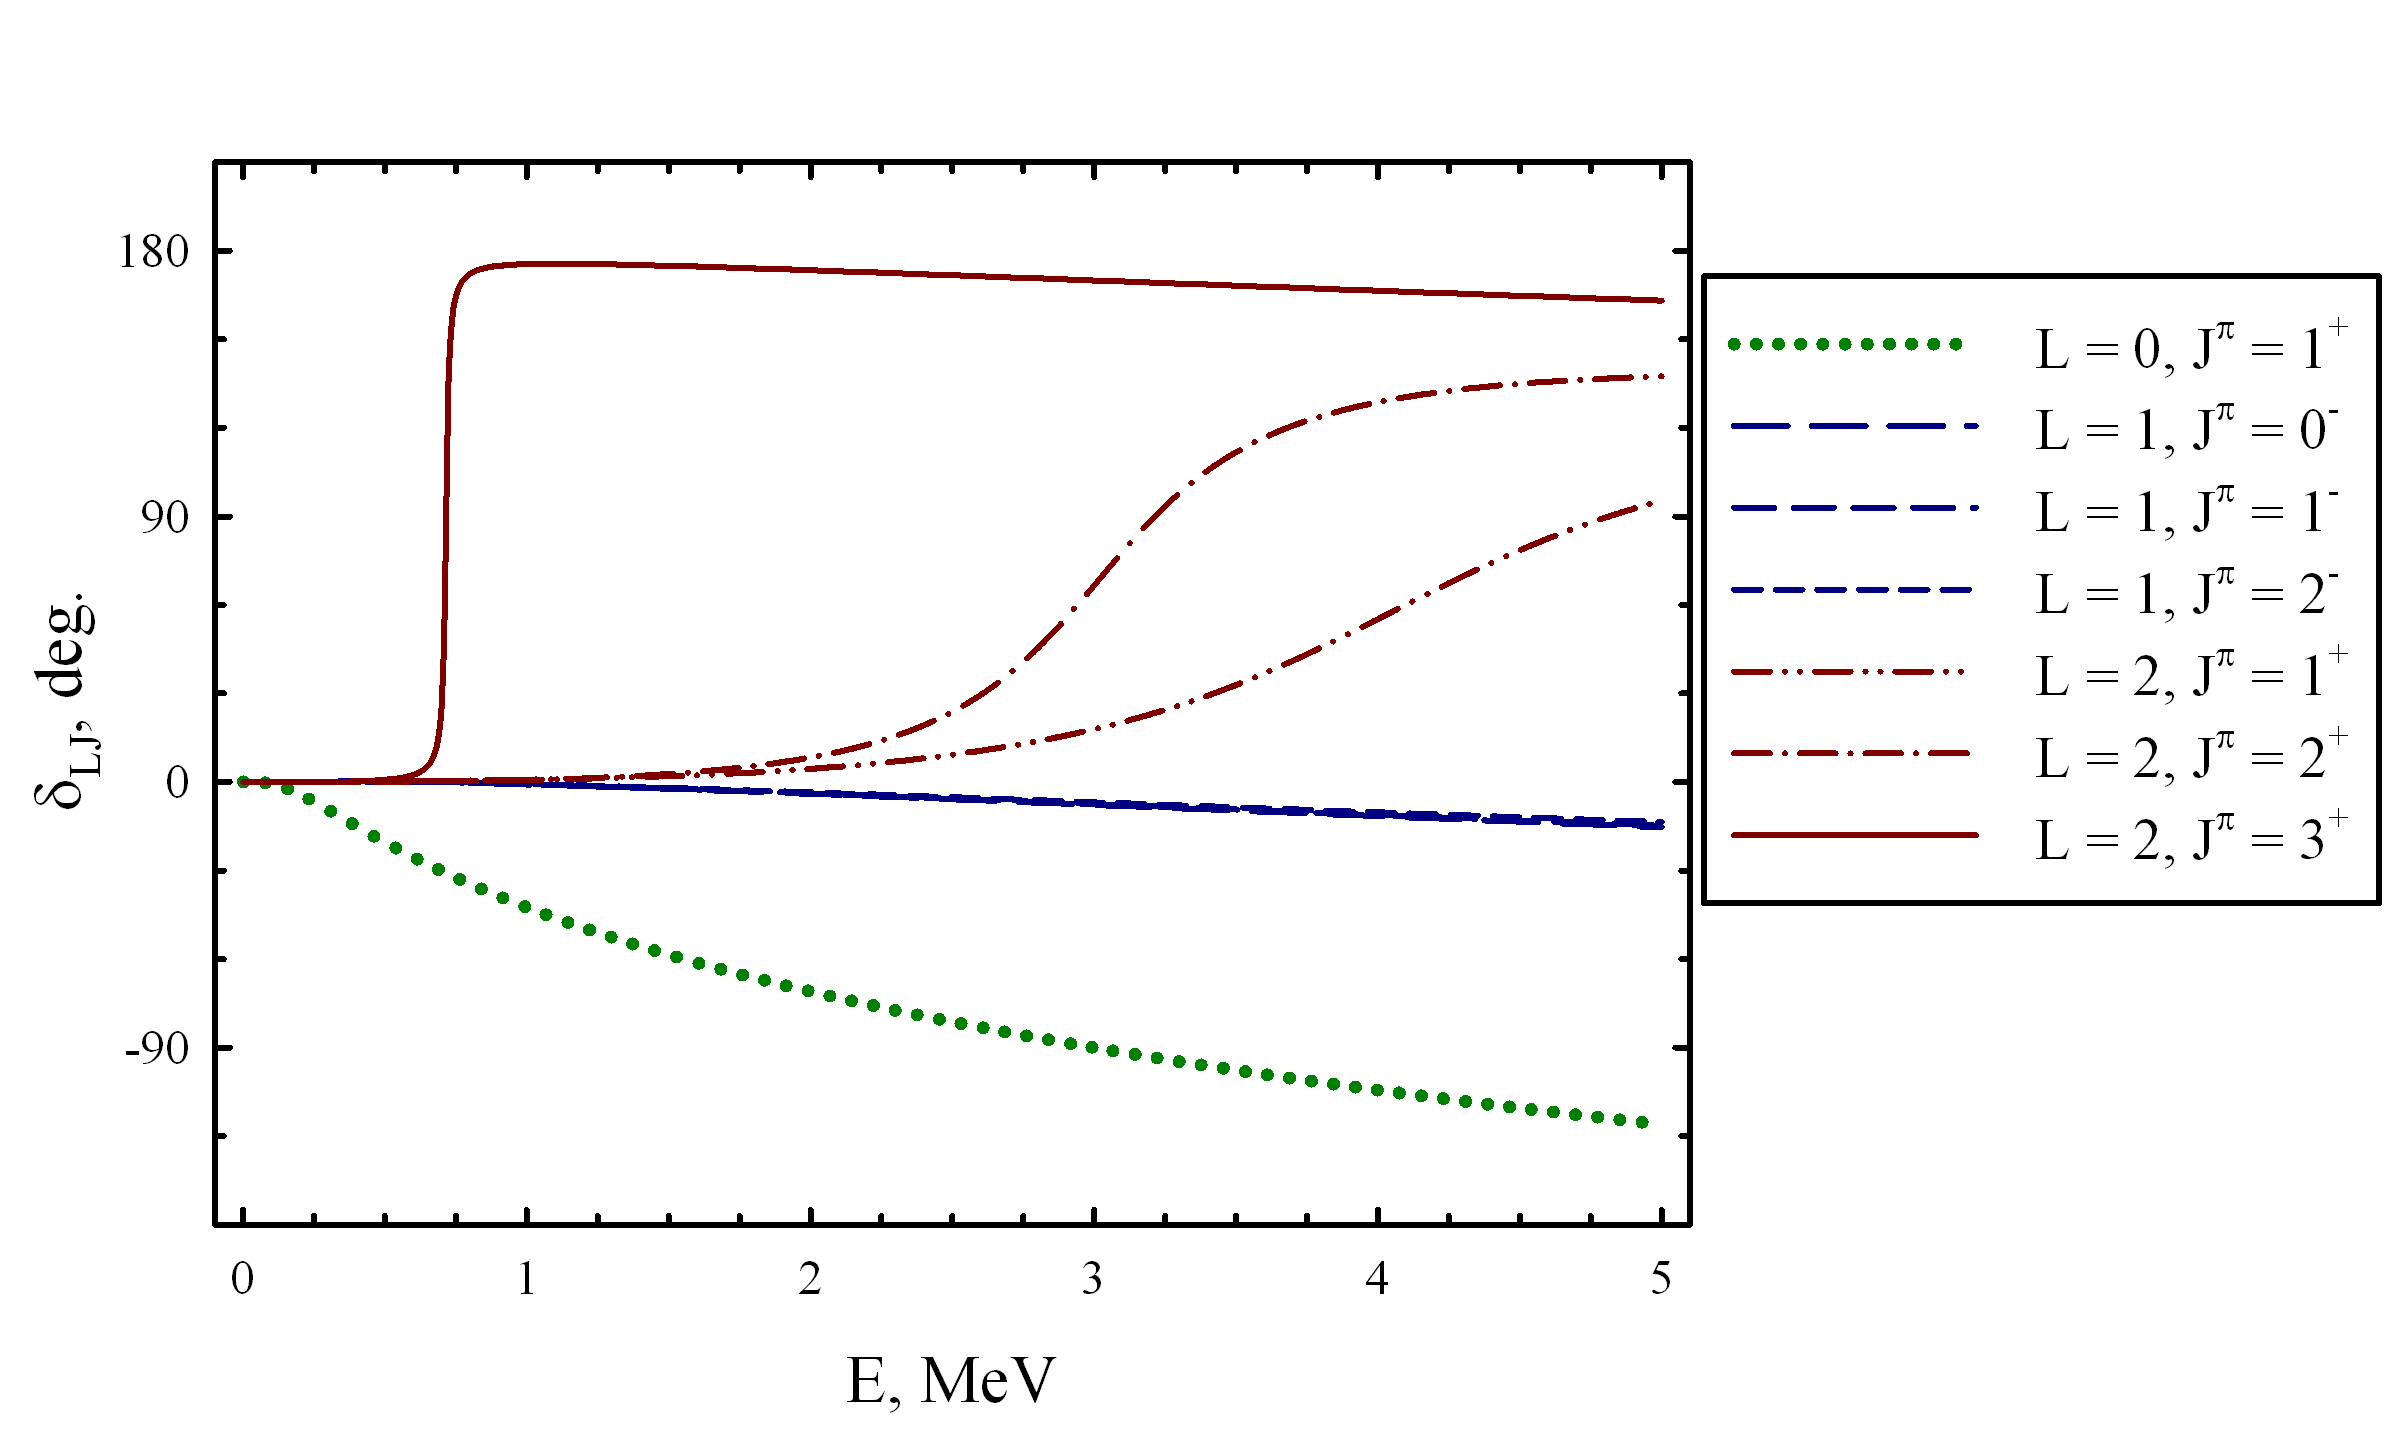 180
90
0
-90
δLJ, deg.
0 1 2 3 4 5
E, MeV
L = 0, Jπ = 1+
L = 1, Jπ = 0-
L = 1, Jπ = 1-
L = 1, Jπ = 2-
L = 2, Jπ = 1+
L = 2, Jπ = 2+
L = 2, Jπ = 3+